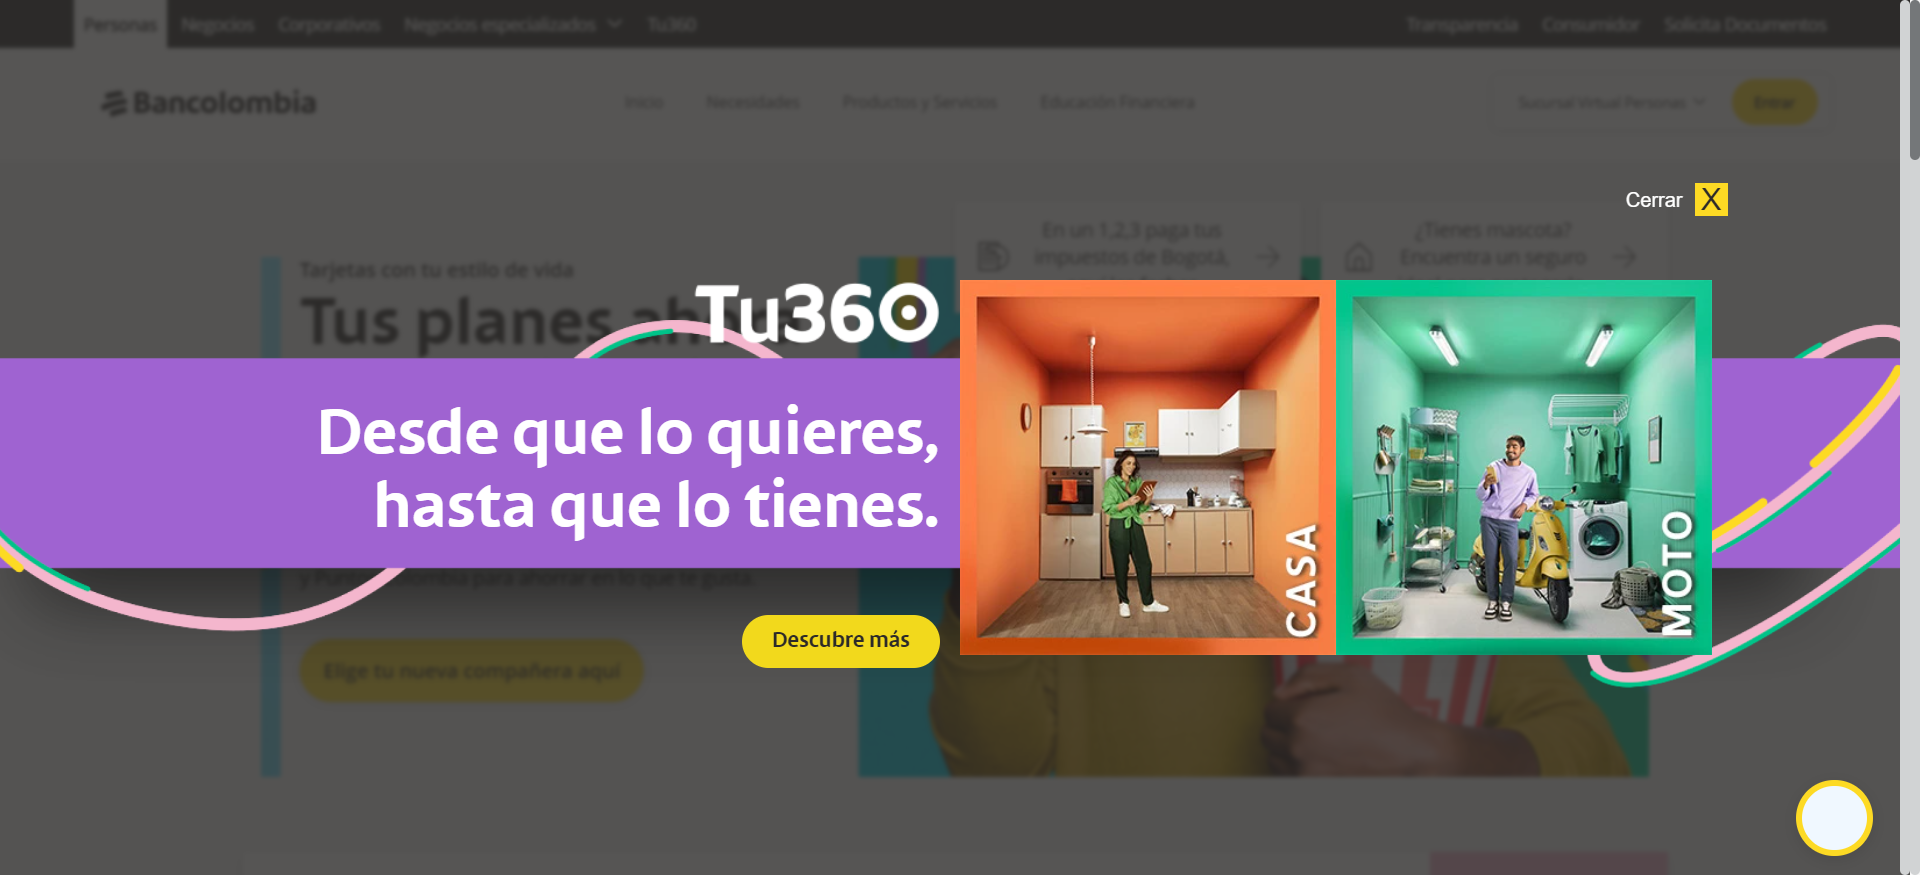 Personas Negocios Corporativos Negocios especializados Tu360 Transparencia Consumidor Solicita Documentos
Bancolombia Inicio Necesidades Productos y Servicios Educación Financiera Sucursal Virtual Personas Entrar
Cerrar X
En un 1,2,3 paga tus
impuestos de Bogotá,
¿Tienes mascota?
Encuentra un seguro
Tarjetas con tu estilo de vida
Tus planes ahora
Tu360
Desde que lo quieres,
hasta que lo tienes.
Descubre más
CASA
MOTO
Elige tu nueva compañera aquí